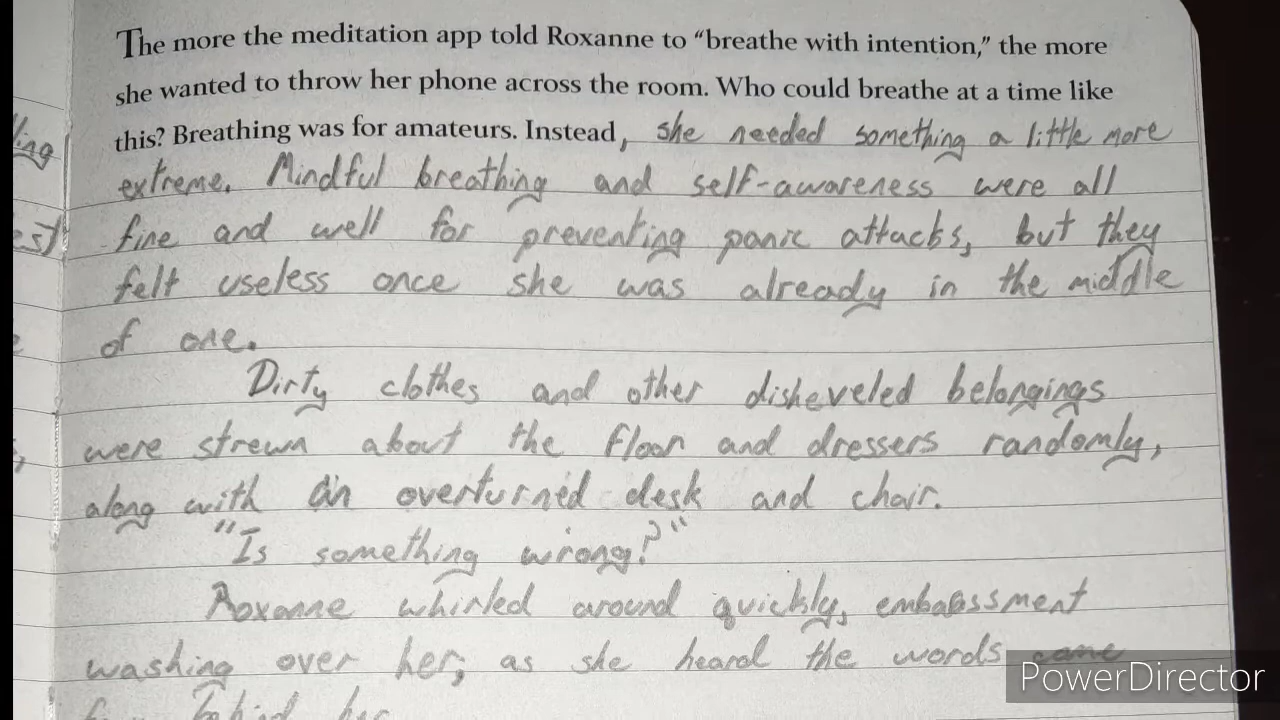 The more the meditation app told Roxanne to “breathe with intention,” the more
she wanted to throw her phone across the room. Who could breathe at a time like
this? Breathing was for amateurs. Instead, she needed something a little more
extreme. Mindful breathing and self-awareness were all
fine and well for preventing panic attacks, but they
felt useless once she was already in the middle
of one.
Dirty clothes and other disheveled belongings
were strewn about the floor and dressers randomly,
along with an overturned desk and chair.
"Is something wrong?"
Roxanne whirled around quickly, embarassment
washing over her; as she heard the words come
behind her
PowerDirector